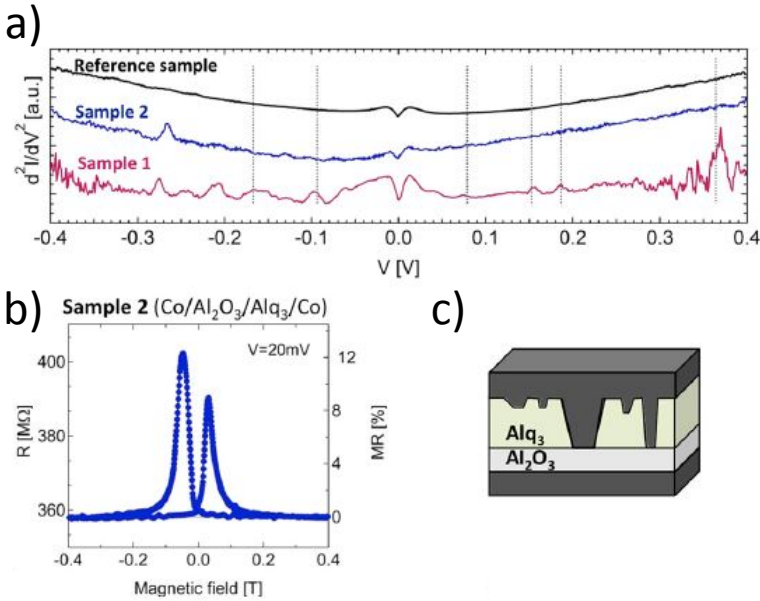 a)
Reference sample
Sample 2
Sample 1
d²I/dV² [a.u.]
-0.4 -0.3 -0.2 -0.1 0.0 0.1 0.2 0.3 0.4
V [V]
b) Sample 2 (Co/Al₂O₃/Alq₃/Co)
V=20mV
R [MΩ]
400
380
360
12
8
4
0
MR [%]
-0.4 -0.2 0.0 0.2 0.4
Magnetic field [T]
c)
Alq₃
Al₂O₃